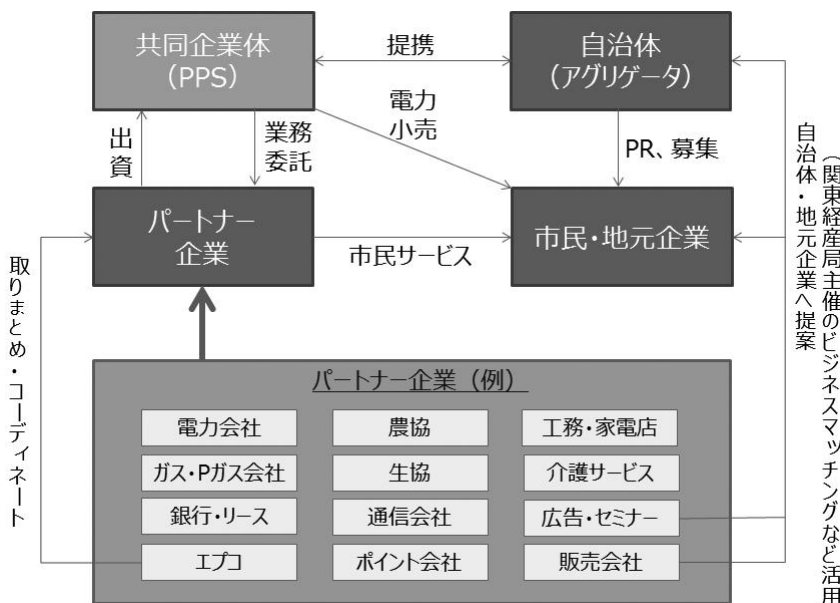 共同企業体
（PPS）
提携
自治体
（アグリゲータ）
出資
業務
委託
電力
小売
PR、募集
パートナー
企業
市民サービス
市民・地元企業
取りまとめ・コーディネート
自治体・地元企業へ提案
（関東経産局主催のビジネスマッチングなど活用
パートナー企業（例）
電力会社
農協
工務・家電店
ガス・Pガス会社
生協
介護サービス
銀行・リース
通信会社
広告・セミナー
エプコ
ポイント会社
販売会社